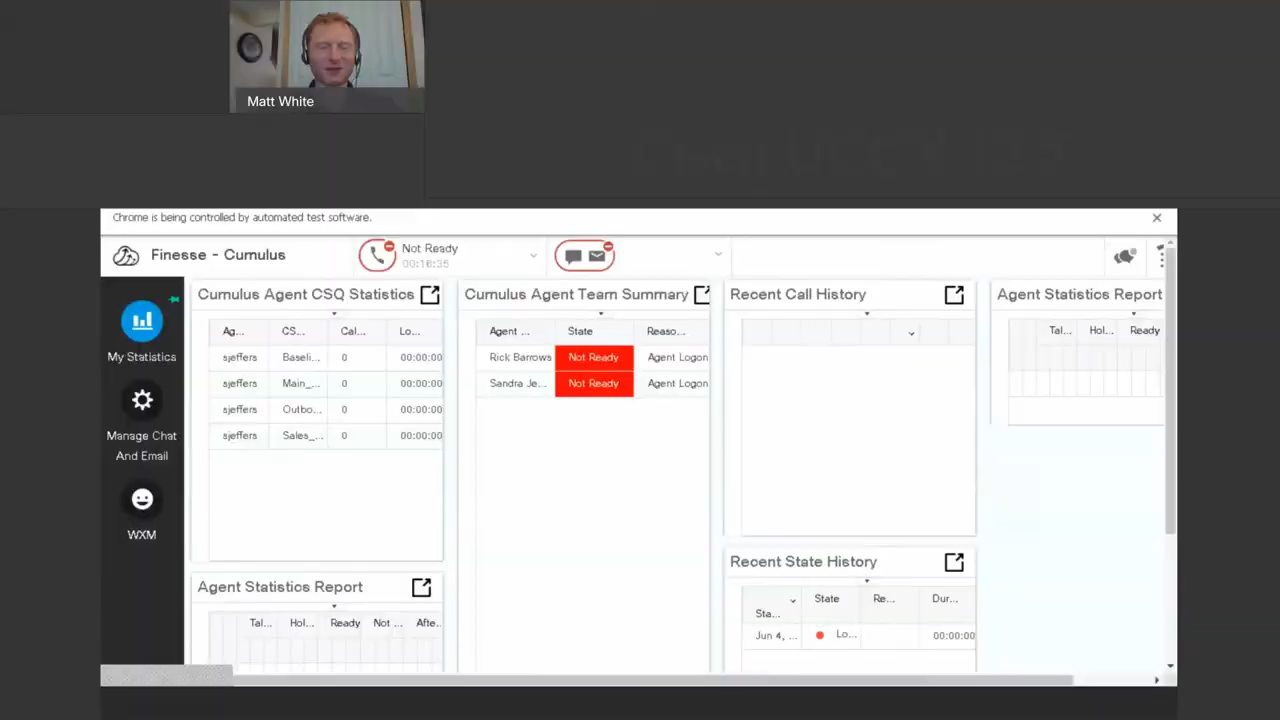 Matt White
Chrome is being controlled by automated test software.
Finesse - Cumulus
Not Ready
00:16:35
My Statistics
Manage Chat
And Email
WXM
Cumulus Agent CSQ Statistics
Ag... CS... Cal... Lo...
sjeffers Baseli... 0 00:00:00
sjeffers Main_... 0 00:00:00
sjeffers Outbo... 0 00:00:00
sjeffers Sales_... 0 00:00:00
Agent Statistics Report
Tal... Hol... Ready Not ... Afte..
Cumulus Agent Team Summary
Agent ... State Reaso...
Rick Barrows Not Ready Agent Logon
Sandra Je... Not Ready Agent Logon
Recent Call History
Recent State History
Sta... State Re... Dur...
Jun 4, ... Lo... 00:00:00
Agent Statistics Report
Tal... Hol... Ready